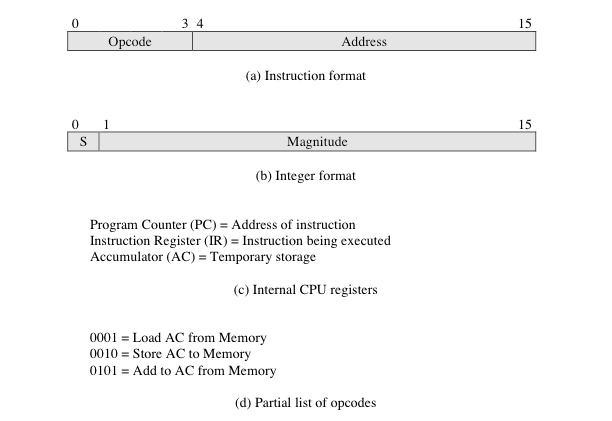 0 3 4 15
Opcode Address
(a) Instruction format
0 1 15
S Magnitude
(b) Integer format
Program Counter (PC) = Address of instruction
Instruction Register (IR) = Instruction being executed
Accumulator (AC) = Temporary storage
(c) Internal CPU registers
0001 = Load AC from Memory
0010 = Store AC to Memory
0101 = Add to AC from Memory
(d) Partial list of opcodes